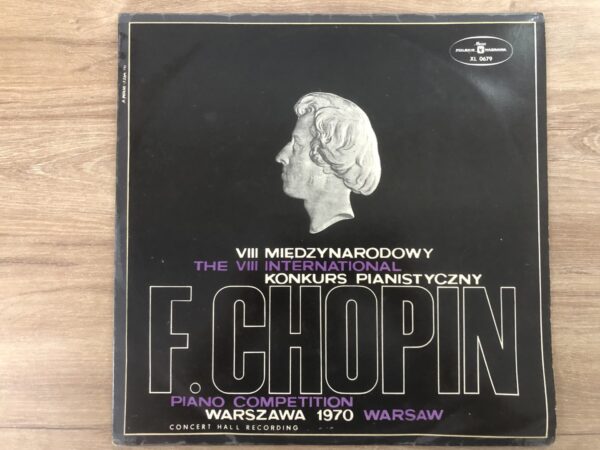 Muza
POLSKIE NAGRANIA
XL 0679
VIII MIĘDZYNARODOWY
THE VIII INTERNATIONAL
KONKURS PIANISTYCZNY
F. CHOPIN
PIANO COMPETITION
WARSZAWA 1970 WARSAW
CONCERT HALL RECORDING